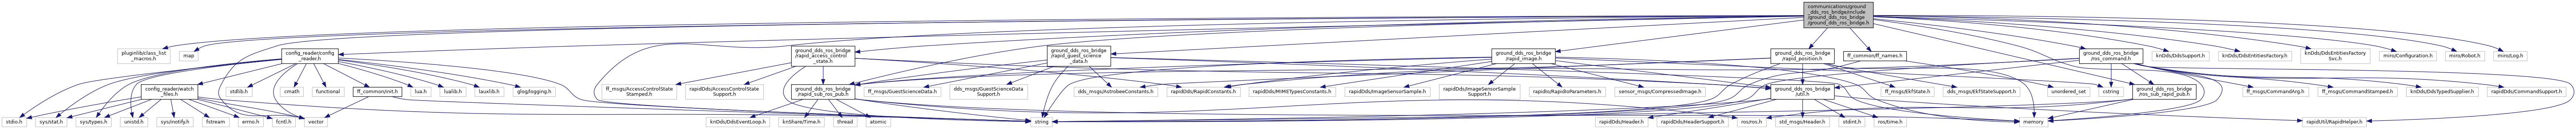 communications/ground
_dds_ros_bridge/include
/ground_dds_ros_bridge
/ground_dds_ros_bridge.h
pluginlib/class_list
_macros.h
map
config_reader/config
_reader.h
ground_dds_ros_bridge
/rapid_access_control
_state.h
ground_dds_ros_bridge
/rapid_guest_science
_data.h
ground_dds_ros_bridge
/rapid_image.h
ground_dds_ros_bridge
/rapid_position.h
ff_common/ff_names.h
ground_dds_ros_bridge
/ros_command.h
knDds/DdsSupport.h
knDds/DdsEntitiesFactory.h
knDds/DdsEntitiesFactory
Svc.h
miro/Configuration.h
miro/Robot.h
miro/Log.h
config_reader/watch
_files.h
stdlib.h
cmath
functional
ff_common/init.h
lua.h
lualib.h
lauxlib.h
glog/logging.h
ff_msgs/AccessControlState
Stamped.h
rapidDds/AccessControlState
Support.h
ground_dds_ros_bridge
/rapid_sub_ros_pub.h
ff_msgs/GuestScienceData.h
dds_msgs/GuestScienceData
Support.h
dds_msgs/AstrobeeConstants.h
rapidDds/RapidConstants.h
rapidDds/MIMETypesConstants.h
rapidDds/ImageSensorSample.h
rapidDds/ImageSensorSample
Support.h
rapidIo/RapidIoParameters.h
sensor_msgs/CompressedImage.h
ground_dds_ros_bridge
/util.h
ff_msgs/EkfState.h
dds_msgs/EkfStateSupport.h
unordered_set
cstring
ground_dds_ros_bridge
/ros_sub_rapid_pub.h
ff_msgs/CommandArg.h
ff_msgs/CommandStamped.h
knDds/DdsTypedSupplier.h
rapidDds/CommandSupport.h
stdio.h
sys/stat.h
sys/types.h
unistd.h
sys/inotify.h
fstream
errno.h
fcntl.h
vector
knDds/DdsEventLoop.h
knShare/Time.h
thread
atomic
string
rapidDds/Header.h
rapidDds/HeaderSupport.h
ros/ros.h
std_msgs/Header.h
stdint.h
ros/time.h
memory
rapidUtil/RapidHelper.h